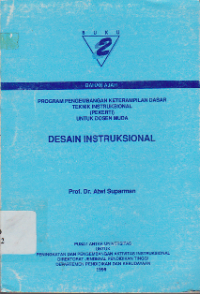 BUKU
2
PROGRAM PENGEMBANGAN KETERAMPILAN DASAR
TEKNIK INSTRUKSIONAL
(PEKERTI)
UNTUK DOSEN MUDA
DESAIN INSTRUKSIONAL
Prof. Dr. Atwi Suparman
PUSAT ANTAR UNIVERSITAS
UNTUK
PENINGKATAN DAN PENGEMBANGAN AKTIVITAS INSTRUKSIONAL
DIREKTORAT JENDERAL PENDIDIKAN TINGGI
DEPARTEMEN PENDIDIKAN DAN KEBUDAYAAN
2